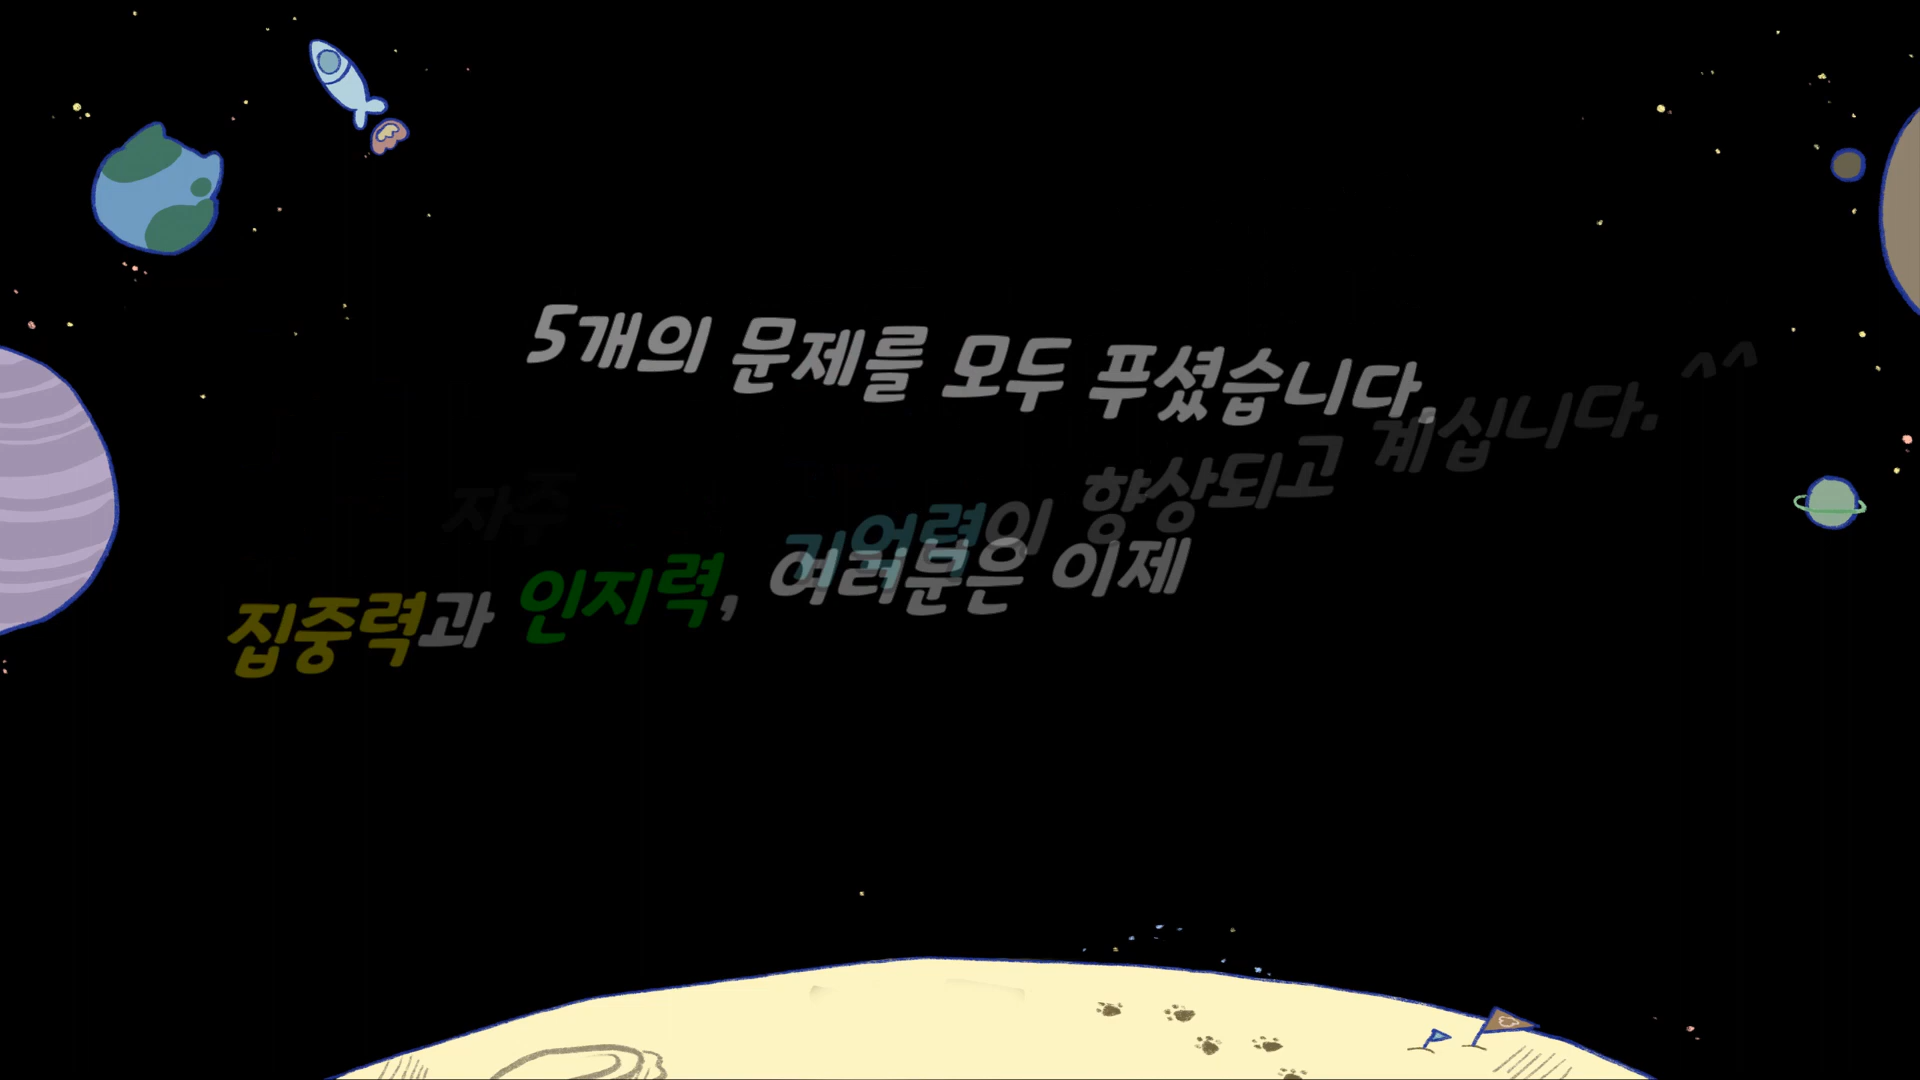 5개의 문제를 모두 푸셨습니다.
여러분은 이제
집중력과 인지력,
기억력이 향상되고 계십니다. ^^
자주